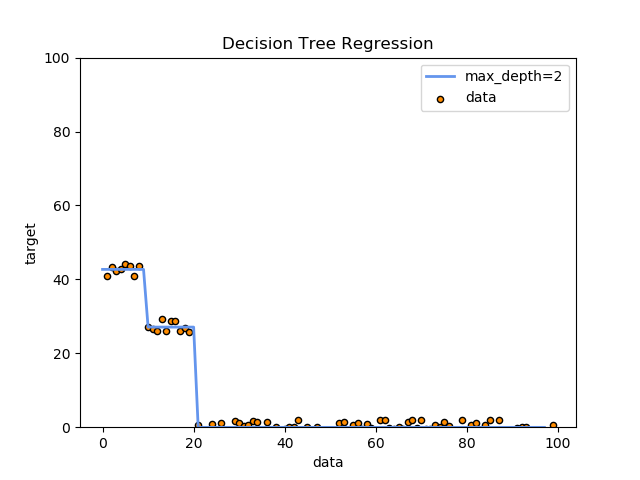 Decision Tree Regression
max_depth=2
data
100
80
60
40
20
0
target
0 20 40 60 80 100
data